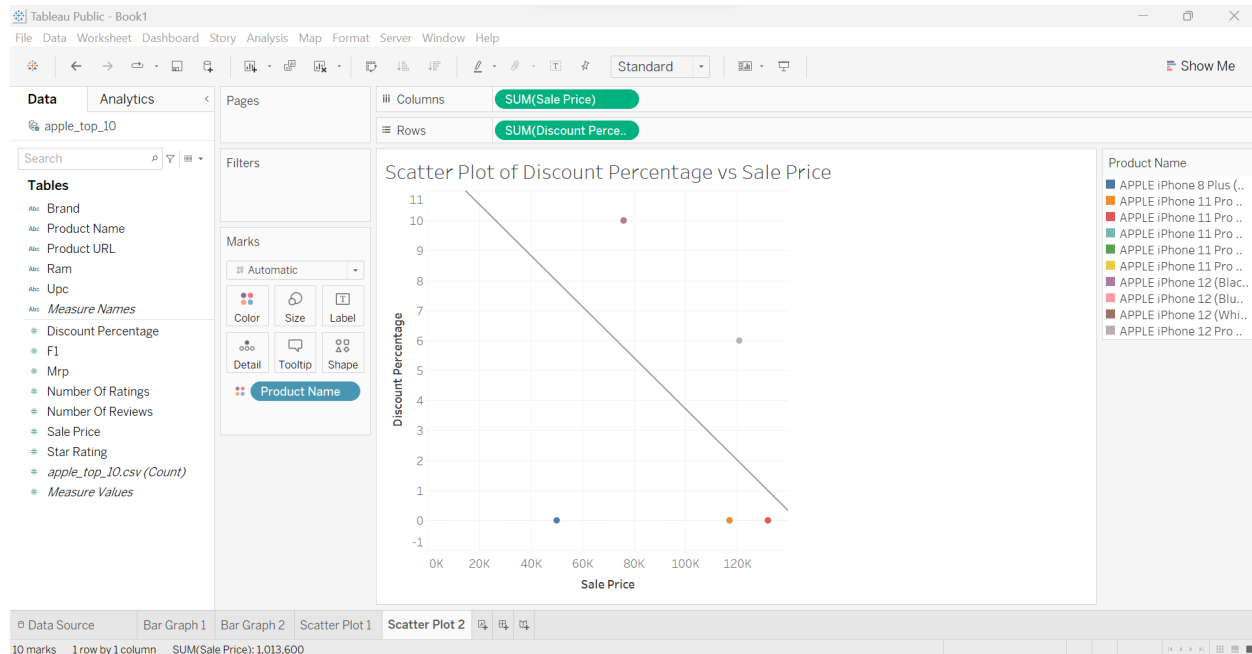 Tableau Public - Book1
File Data Worksheet Dashboard Story Analysis Map Format Server Window Help
Standard
Show Me
Data Analytics
apple_top_10
Search
Tables
Abc Brand
Abc Product Name
Abc Product URL
Abc Ram
Abc Upc
Abc Measure Names
# Discount Percentage
# F1
# Mrp
# Number Of Ratings
# Number Of Reviews
# Sale Price
# Star Rating
# apple_top_10.csv (Count)
# Measure Values
Pages
Filters
Marks
Automatic
Color Size Label
Detail Tooltip Shape
Product Name
Columns SUM(Sale Price)
Rows SUM(Discount Perce..
Scatter Plot of Discount Percentage vs Sale Price
Discount Percentage
11
10
9
8
7
6
5
4
3
2
1
0
-1
0K 20K 40K 60K 80K 100K 120K
Sale Price
Product Name
APPLE iPhone 8 Plus (..
APPLE iPhone 11 Pro ..
APPLE iPhone 11 Pro ..
APPLE iPhone 11 Pro ..
APPLE iPhone 11 Pro ..
APPLE iPhone 11 Pro ..
APPLE iPhone 12 (Blac..
APPLE iPhone 12 (Blu..
APPLE iPhone 12 (Whi..
APPLE iPhone 12 Pro ..
Data Source Bar Graph 1 Bar Graph 2 Scatter Plot 1 Scatter Plot 2
10 marks 1 row by 1 column SUM(Sale Price): 1,013,600